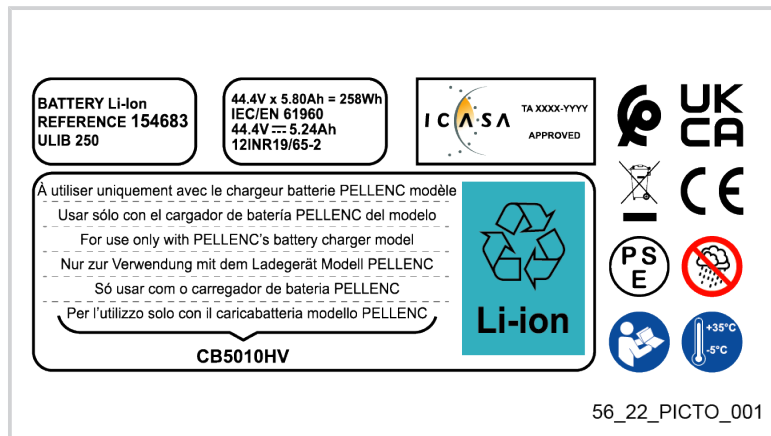 BATTERY Li-Ion
REFERENCE 154683
ULIB 250
44.4V x 5.80Ah = 258Wh
IEC/EN 61960
44.4V ⎓ 5.24Ah
12INR19/65-2
ICASA
TA XXXX-YYYY
APPROVED
UK
CA
CE
À utiliser uniquement avec le chargeur batterie PELLENC modèle
Usar sólo con el cargador de batería PELLENC del modelo
For use only with PELLENC's battery charger model
Nur zur Verwendung mit dem Ladegerät Modell PELLENC
Só usar com o carregador de bateria PELLENC
Per l'utilizzo solo con il caricabatteria modello PELLENC
CB5010HV
Li-ion
PS
E
+35°C
-5°C
56_22_PICTO_001